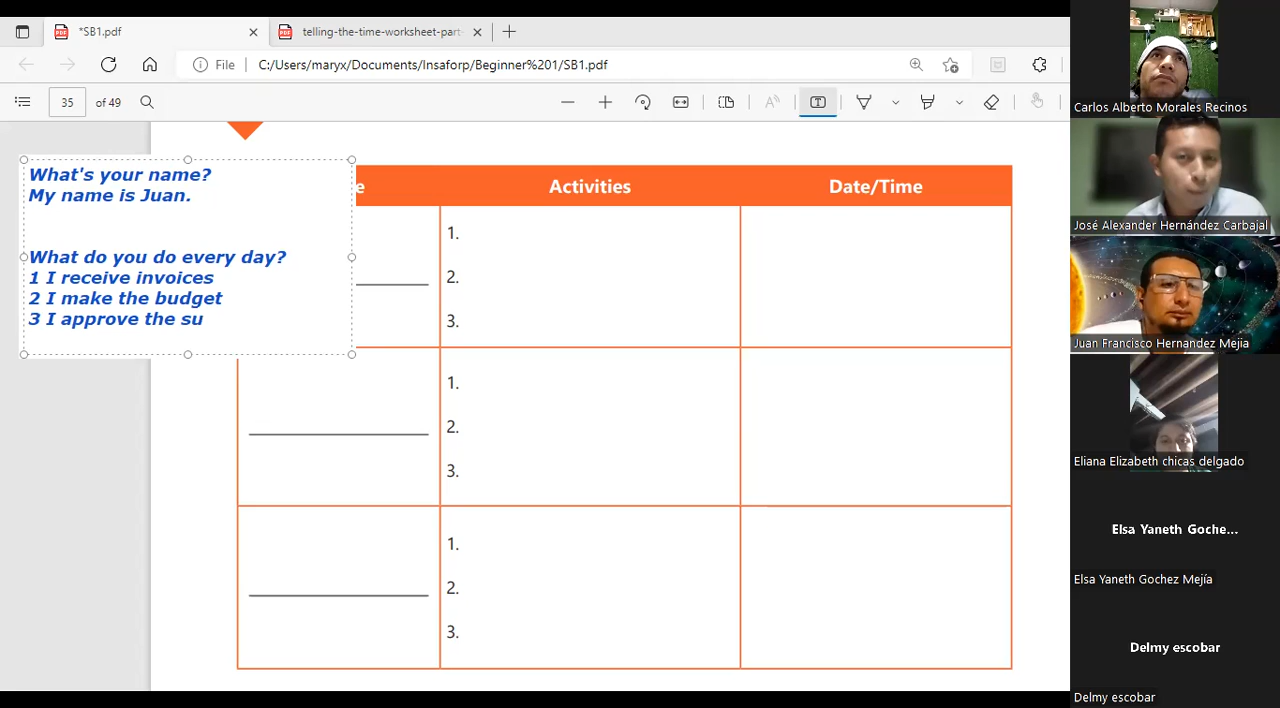 *SB1.pdf
telling-the-time-worksheet-part
File
C:/Users/maryx/Documents/Insaforp/Beginner%201/SB1.pdf
35 of 49
What's your name?
My name is Juan.
What do you do every day?
1 I receive invoices
2 I make the budget
3 I approve the su
e
Activities
Date/Time
1.
2.
3.
1.
2.
3.
1.
2.
3.
Carlos Alberto Morales Recinos
José Alexander Hernández Carbajal
Juan Francisco Hernandez Mejia
Eliana Elizabeth chicas delgado
Elsa Yaneth Goche...
Elsa Yaneth Gochez Mejía
Delmy escobar
Delmy escobar